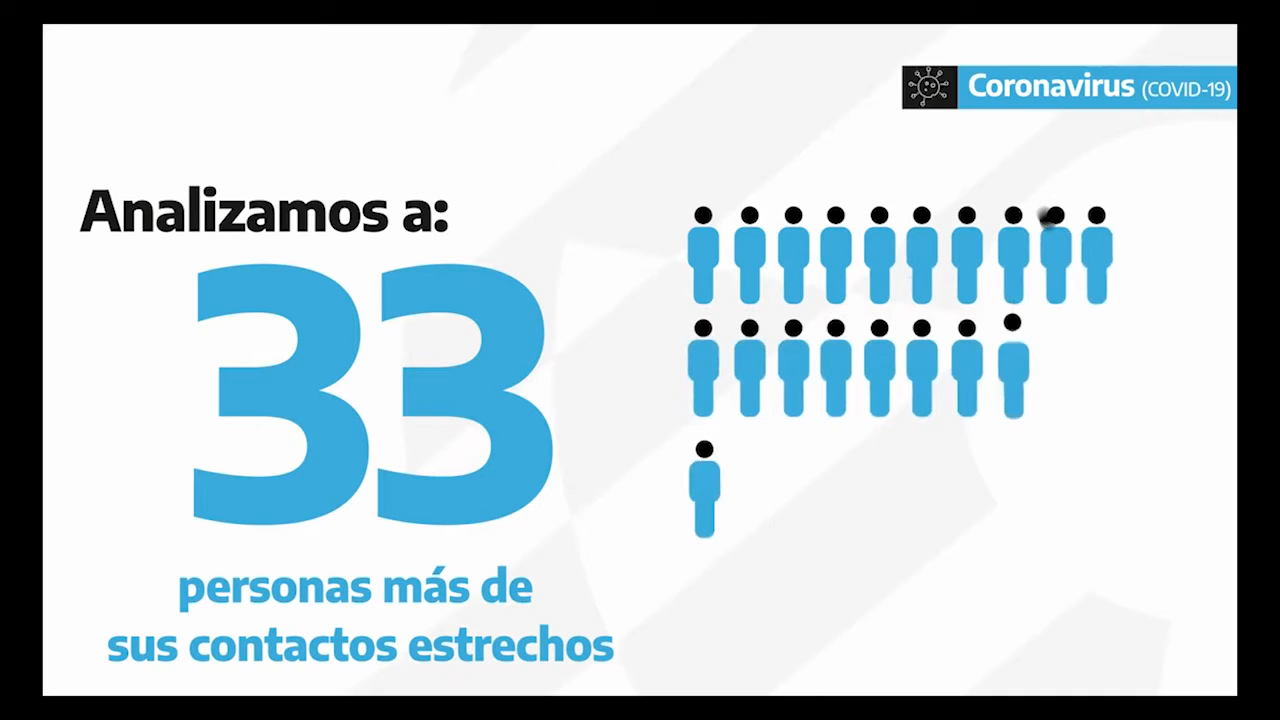 Coronavirus (COVID-19)
Analizamos a:
33
personas más de
sus contactos estrechos